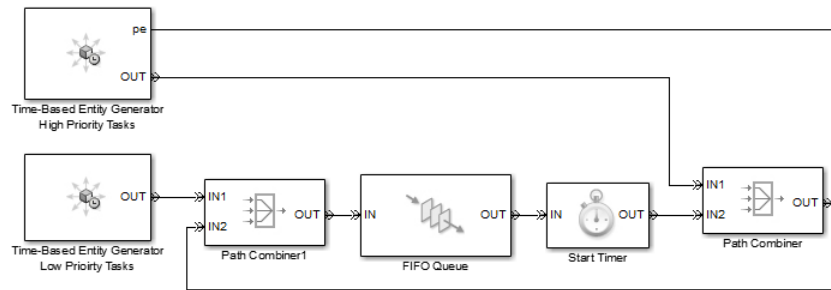 pe
OUT
Time-Based Entity Generator
High Priority Tasks
OUT
Time-Based Entity Generator
Low Prioirty Tasks
IN1
IN2
OUT
Path Combiner1
IN
OUT
FIFO Queue
IN
OUT
Start Timer
IN1
IN2
OUT
Path Combiner